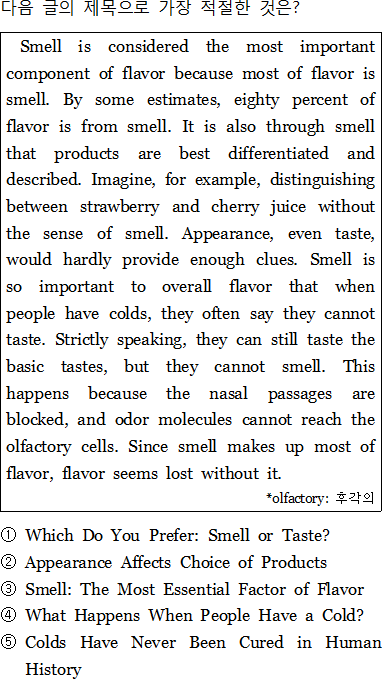 다음 글의 제목으로 가장 적절한 것은?
Smell is considered the most important
component of flavor because most of flavor is
smell. By some estimates, eighty percent of
flavor is from smell. It is also through smell
that products are best differentiated and
described. Imagine, for example, distinguishing
between strawberry and cherry juice without
the sense of smell. Appearance, even taste,
would hardly provide enough clues. Smell is
so important to overall flavor that when
people have colds, they often say they cannot
taste. Strictly speaking, they can still taste the
basic tastes, but they cannot smell. This
happens because the nasal passages are
blocked, and odor molecules cannot reach the
olfactory cells. Since smell makes up most of
flavor, flavor seems lost without it.
*olfactory: 후각의
① Which Do You Prefer: Smell or Taste?
② Appearance Affects Choice of Products
③ Smell: The Most Essential Factor of Flavor
④ What Happens When People Have a Cold?
⑤ Colds Have Never Been Cured in Human
History